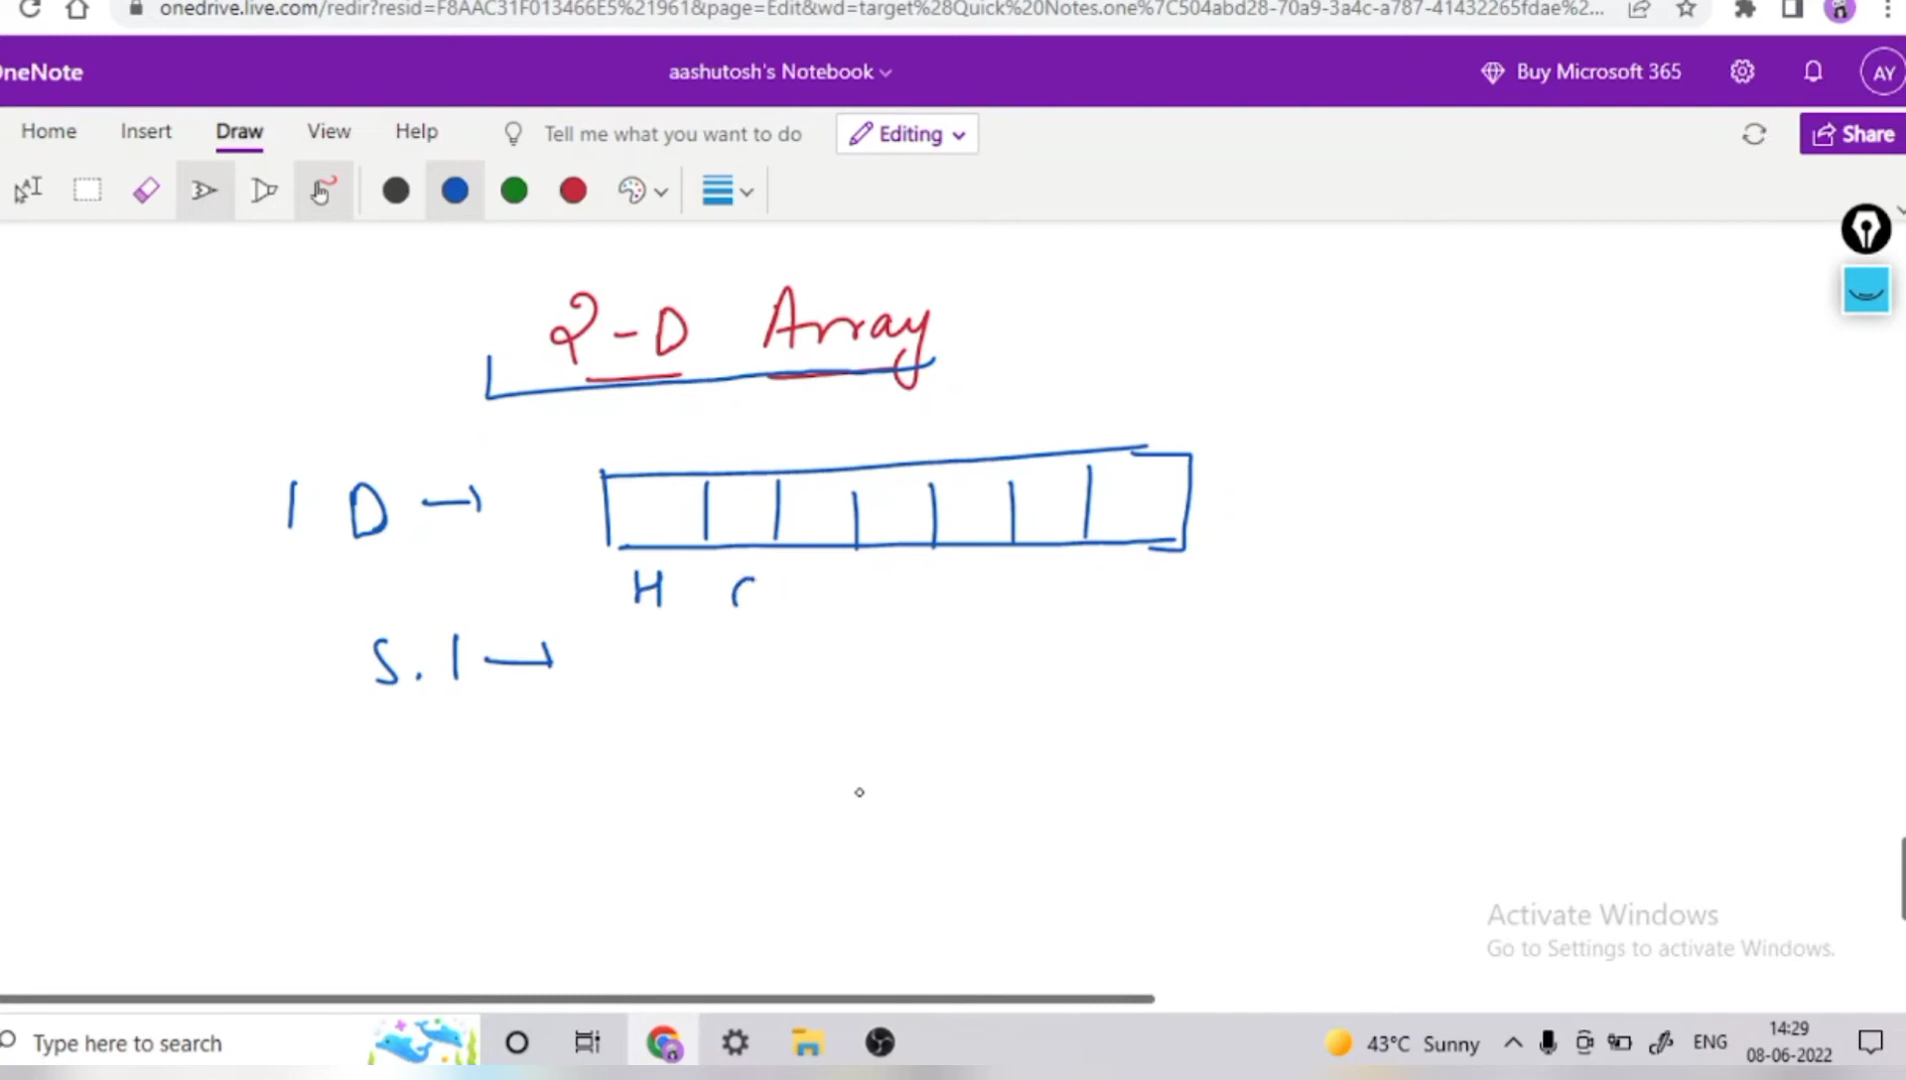 onedrive.live.com/redir?resid=F8AAC31F013466E5%21961&page=Edit&wd=target%28Quick%20Notes.one%7C504abd28-70a9-3a4c-a787-41432265fdae%2...
OneNote
aashutosh's Notebook
Buy Microsoft 365
AY
Home Insert Draw View Help
Tell me what you want to do
Editing
Share
2-D Array
1 D →
H C
S. 1 →
Activate Windows
Go to Settings to activate Windows.
Type here to search
43°C Sunny
ENG
14:29
08-06-2022